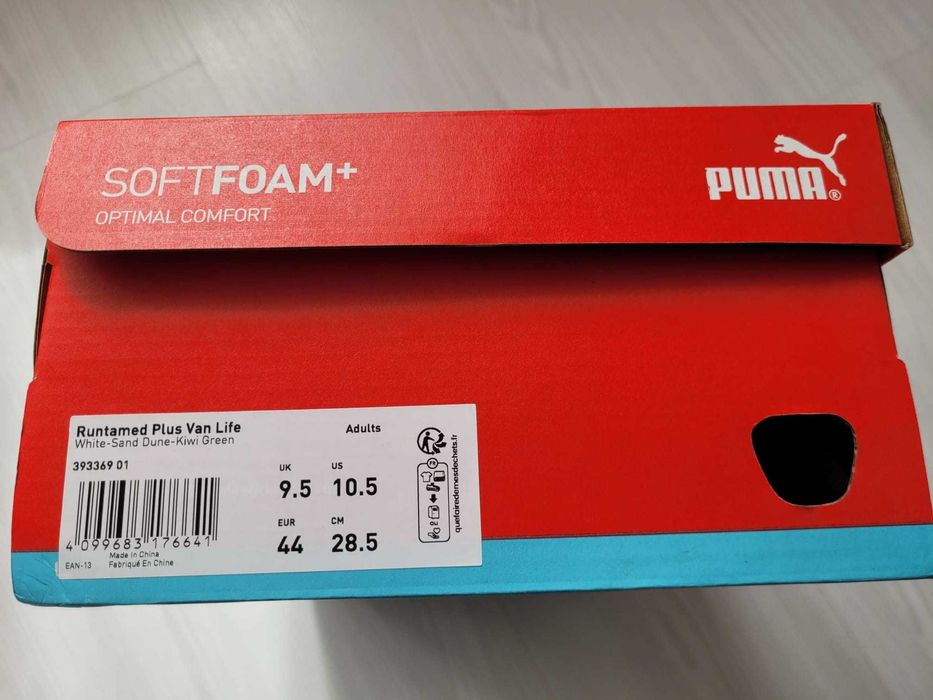 SOFTFOAM+
OPTIMAL COMFORT
PUMA®
Runtamed Plus Van Life
White-Sand Dune-Kiwi Green
Adults
393369 01
UK
9.5
US
10.5
EUR
44
CM
28.5
4 099683 176641
EAN-13
Made in China
Fabriqué En Chine
FR
quefairedemesdechets.fr